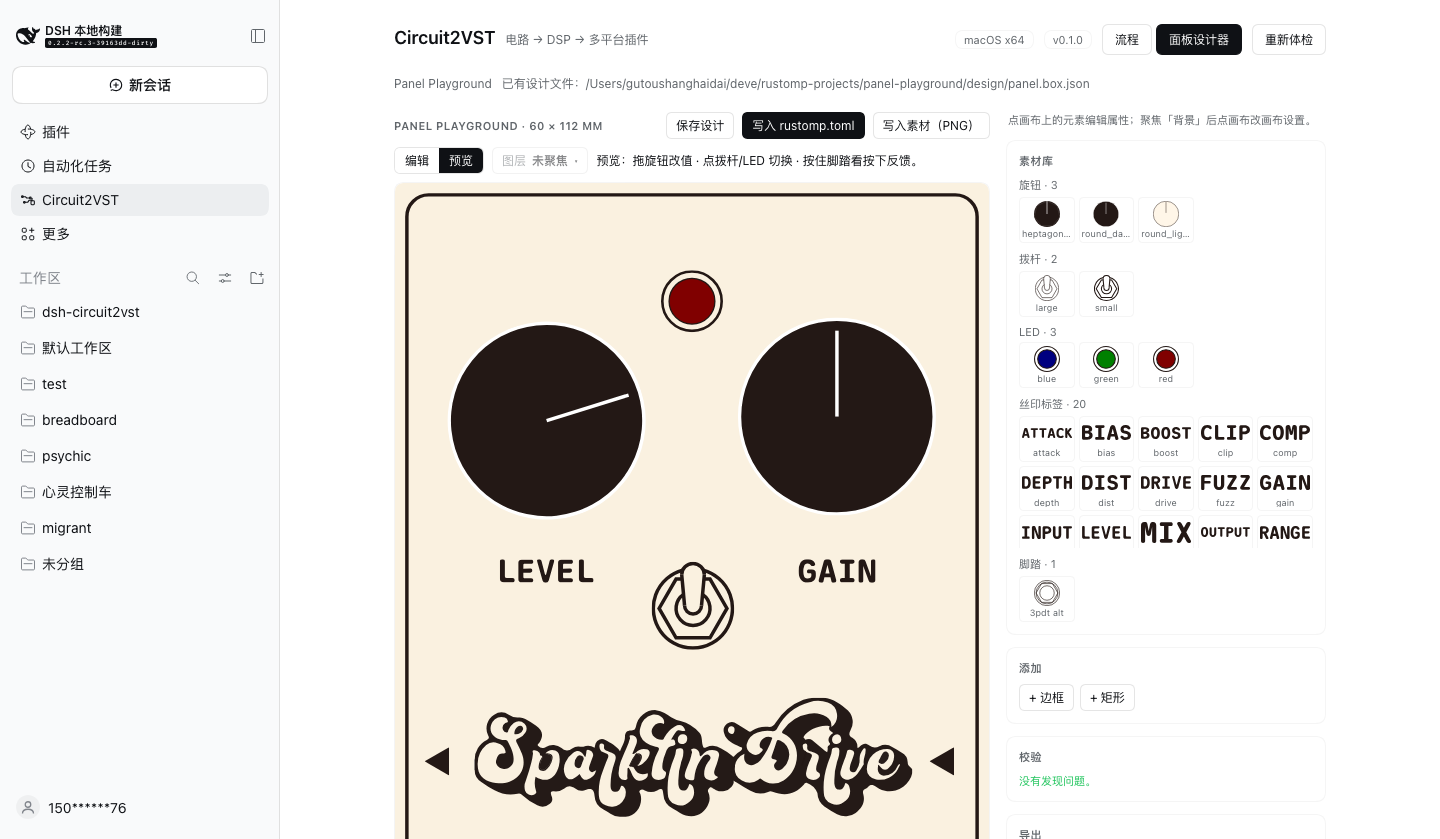 DSH 本地构建
0.2.2-rc.3-39163dd-dirty
新会话
插件
自动化任务
Circuit2VST
更多
工作区
dsh-circuit2vst
默认工作区
test
breadboard
psychic
心灵控制车
migrant
未分组
150******76
Circuit2VST 电路 → DSP → 多平台插件
macOS x64 v0.1.0 流程 面板设计器 重新体检
Panel Playground 已有设计文件: /Users/gutoushanghaidai/deve/rustomp-projects/panel-playground/design/panel.box.json
PANEL PLAYGROUND · 60 × 112 MM
保存设计 写入 rustomp.toml 写入素材（PNG）
编辑 预览 图层 未聚焦 预览：拖旋钮改值 · 点拨杆/LED 切换 · 按住脚踏看按下反馈。
LEVEL GAIN
Sparklin Drive
点画布上的元素编辑属性；聚焦「背景」后点画布改画布设置。
素材库
旋钮 · 3
heptagon... round_da... round_lig...
拨杆 · 2
large small
LED · 3
blue green red
丝印标签 · 20
ATTACK BIAS BOOST CLIP COMP
attack bias boost clip comp
DEPTH DIST DRIVE FUZZ GAIN
depth dist drive fuzz gain
INPUT LEVEL MIX OUTPUT RANGE
脚踏 · 1
3pdt alt
添加
+ 边框 + 矩形
校验
没有发现问题。
导出